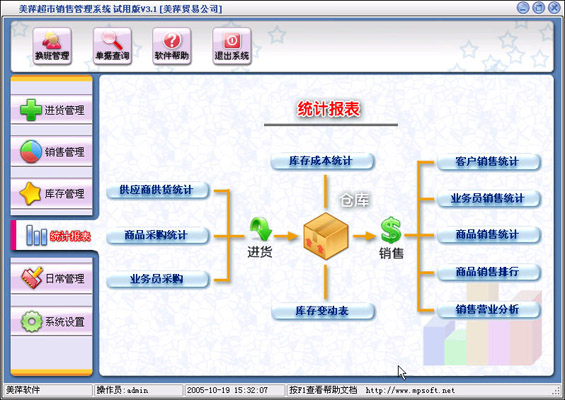 美萍超市销售管理系统 试用版V3.1 [美萍贸易公司]
换班管理
单据查询
软件帮助
退出系统
进货管理
销售管理
库存管理
统计报表
日常管理
系统设置
统计报表
库存成本统计
供应商供货统计
商品采购统计
业务员采购
进货
仓库
销售
库存变动表
客户销售统计
业务员销售统计
商品销售统计
商品销售排行
销售营业分析
美萍软件
操作员:admin
2005-10-19 15:32:07
按F1查看帮助文档 http://www.mpsoft.net